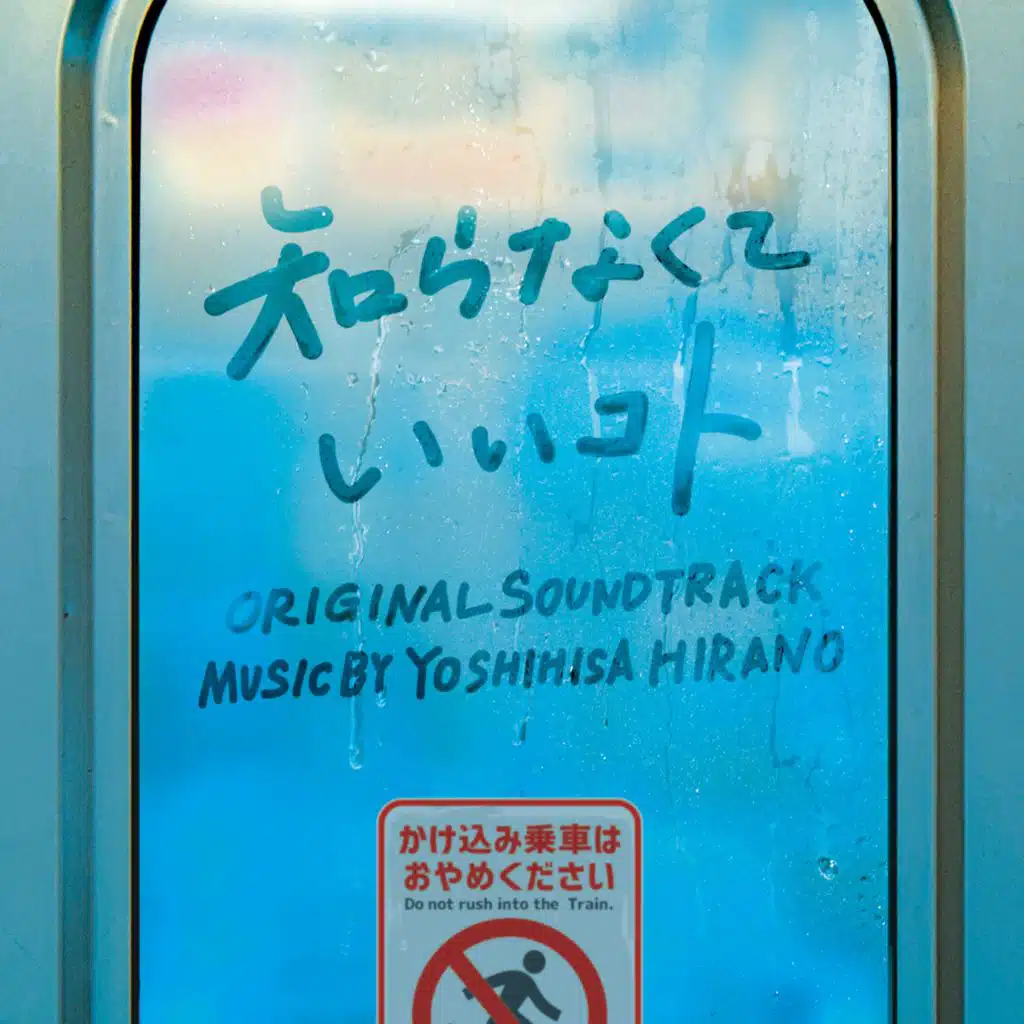 知らなくて
いいコト
ORIGINAL SOUNDTRACK
MUSIC BY YOSHIHISA HIRANO
かけ込み乗車は
おやめください
Do not rush into the Train.